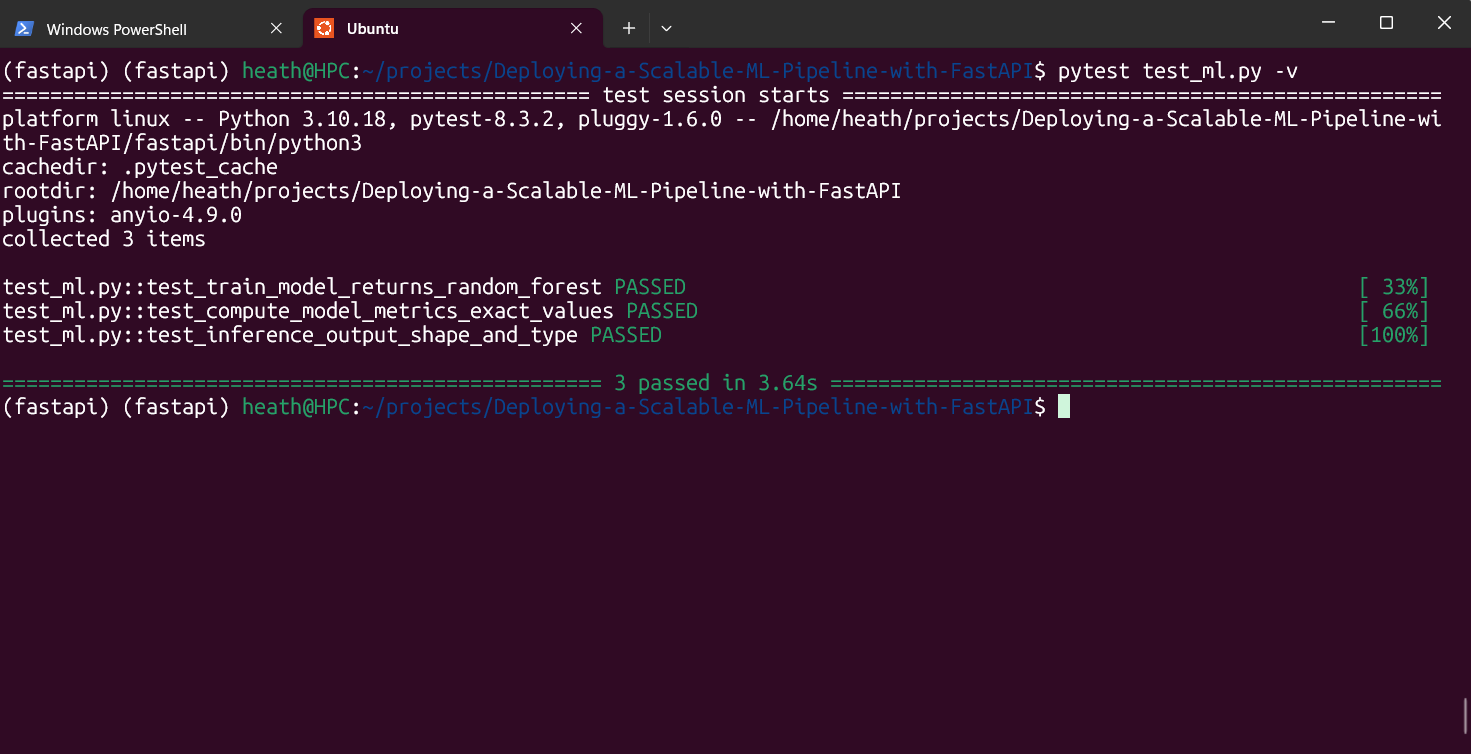 Windows PowerShell
Ubuntu
(fastapi) (fastapi) heath@HPC:~/projects/Deploying-a-Scalable-ML-Pipeline-with-FastAPI$ pytest test_ml.py -v
================================================= test session starts ==================================================
platform linux -- Python 3.10.18, pytest-8.3.2, pluggy-1.6.0 -- /home/heath/projects/Deploying-a-Scalable-ML-Pipeline-wi
th-FastAPI/fastapi/bin/python3
cachedir: .pytest_cache
rootdir: /home/heath/projects/Deploying-a-Scalable-ML-Pipeline-with-FastAPI
plugins: anyio-4.9.0
collected 3 items
test_ml.py::test_train_model_returns_random_forest PASSED [ 33%]
test_ml.py::test_compute_model_metrics_exact_values PASSED [ 66%]
test_ml.py::test_inference_output_shape_and_type PASSED [100%]
================================================== 3 passed in 3.64s ===================================================
(fastapi) (fastapi) heath@HPC:~/projects/Deploying-a-Scalable-ML-Pipeline-with-FastAPI$